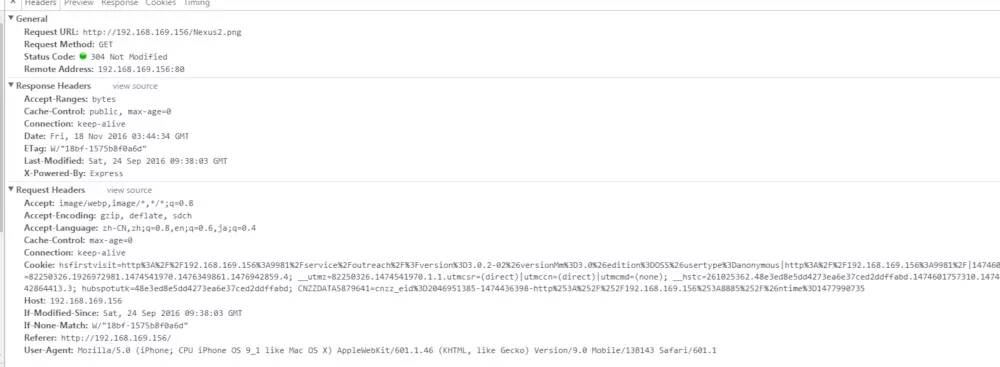 × Headers Preview Response Cookies Timing
▼ General
Request URL: http://192.168.169.156/Nexus2.png
Request Method: GET
Status Code: 304 Not Modified
Remote Address: 192.168.169.156:80
▼ Response Headers view source
Accept-Ranges: bytes
Cache-Control: public, max-age=0
Connection: keep-alive
Date: Fri, 18 Nov 2016 03:44:34 GMT
ETag: W/"18bf-1575b8f0a6d"
Last-Modified: Sat, 24 Sep 2016 09:38:03 GMT
X-Powered-By: Express
▼ Request Headers view source
Accept: image/webp,image/*,*/*;q=0.8
Accept-Encoding: gzip, deflate, sdch
Accept-Language: zh-CN,zh;q=0.8,en;q=0.6,ja;q=0.4
Cache-Control: max-age=0
Connection: keep-alive
Cookie: hsfirstvisit=http%3A%2F%2F192.168.169.156%3A9981%2Fservice%2Foutreach%2F%3Fversion%3D3.0.2-02%26versionMm%3D3.0%26edition%3DOSS%26usertype%3Danonymous|http%3A%2F%2F192.168.169.156%3A9981%2F|147460
=82250326.1926972981.1474541970.1476349861.1476942859.4; __utmz=82250326.1474541970.1.1.utmcsr=(direct)|utmccn=(direct)|utmcmd=(none); __hstc=261025362.48e3ed8e5dd4273ea6e37ced2ddffabd.1474601757310.1474
42864413.3; hubspotutk=48e3ed8e5dd4273ea6e37ced2ddffabd; CNZZDATA5879641=cnzz_eid%3D2046951385-1474436398-http%253A%252F%252F192.168.169.156%253A8885%252F%26ntime%3D1477990735
Host: 192.168.169.156
If-Modified-Since: Sat, 24 Sep 2016 09:38:03 GMT
If-None-Match: W/"18bf-1575b8f0a6d"
Referer: http://192.168.169.156/
User-Agent: Mozilla/5.0 (iPhone; CPU iPhone OS 9_1 like Mac OS X) AppleWebKit/601.1.46 (KHTML, like Gecko) Version/9.0 Mobile/13B143 Safari/601.1